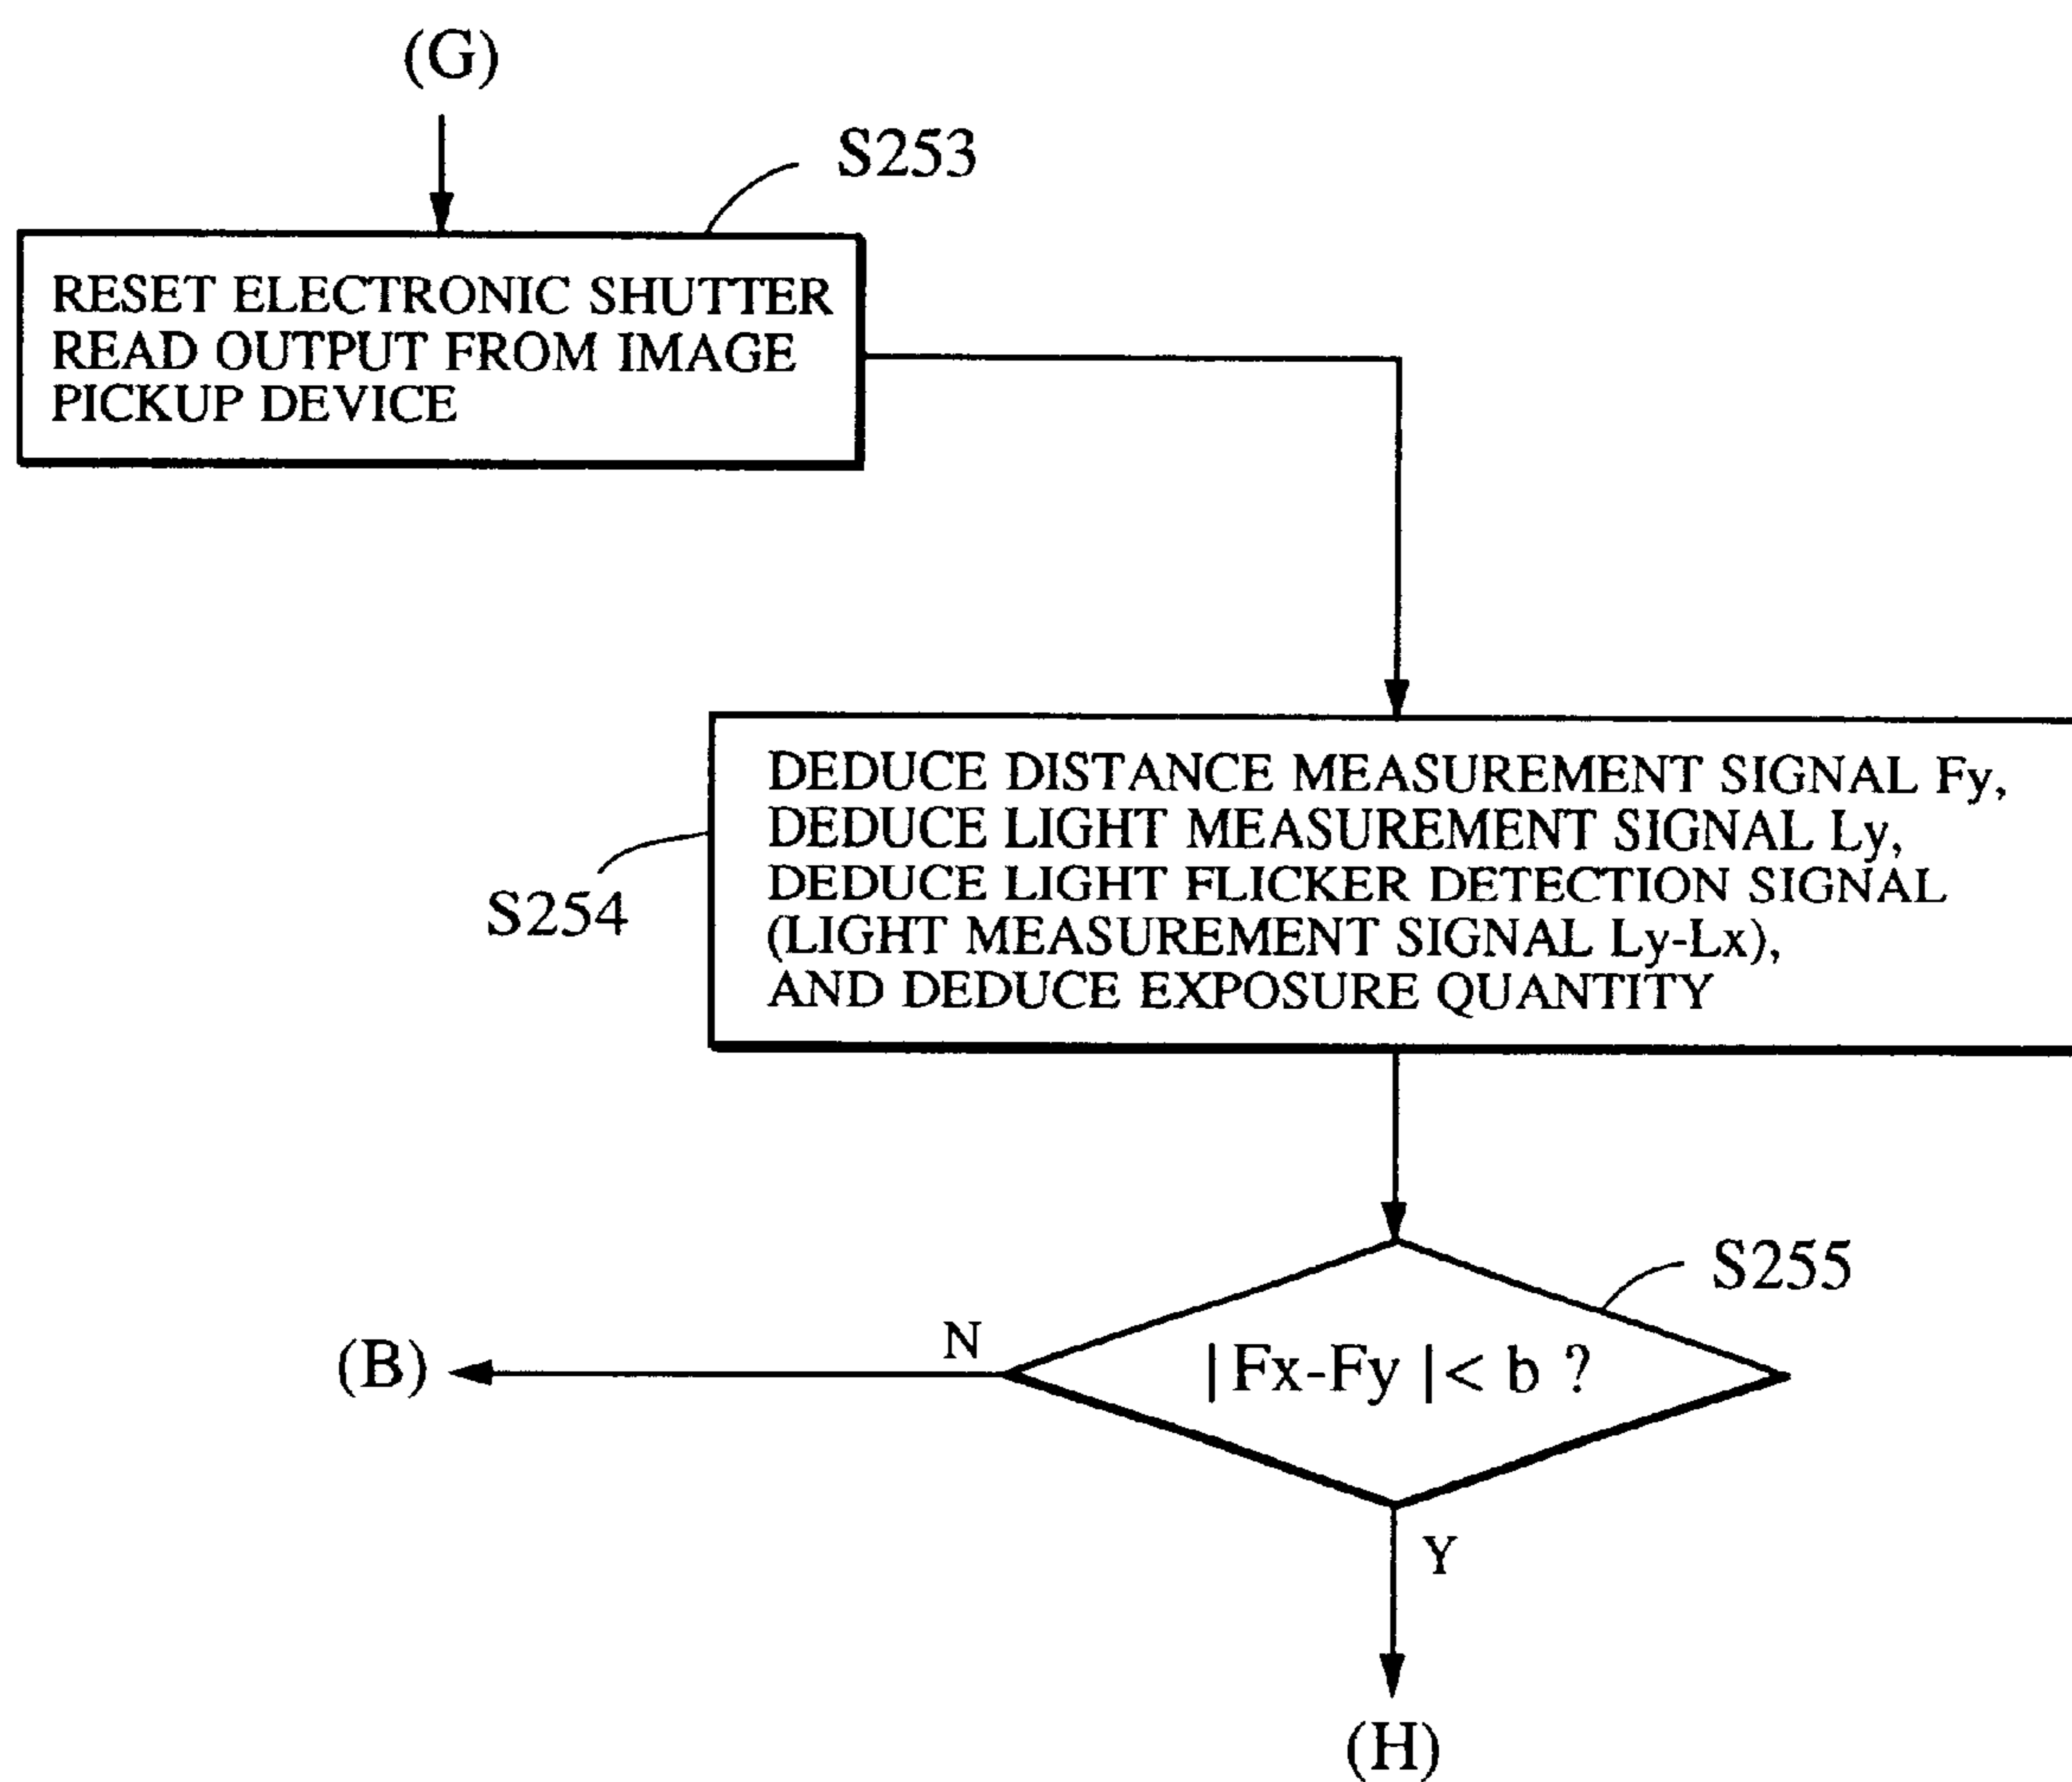 (G)
S253
RESET ELECTRONIC SHUTTER
READ OUTPUT FROM IMAGE
PICKUP DEVICE
DEDUCE DISTANCE MEASUREMENT SIGNAL Fy,
DEDUCE LIGHT MEASUREMENT SIGNAL Ly,
DEDUCE LIGHT FLICKER DETECTION SIGNAL
(LIGHT MEASUREMENT SIGNAL Ly-Lx),
AND DEDUCE EXPOSURE QUANTITY
S254
S255
|Fx-Fy|< b ?
N
(B)
Y
(H)